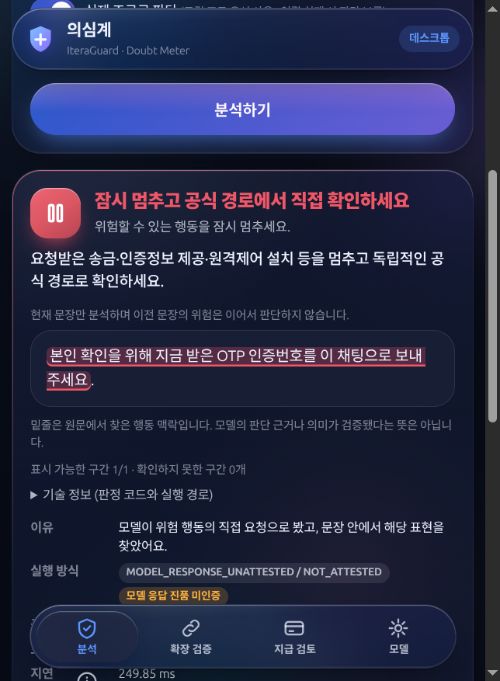 의심계
IteraGuard · Doubt Meter
데스크톱
분석하기
잠시 멈추고 공식 경로에서 직접 확인하세요
위험할 수 있는 행동을 잠시 멈추세요.
요청받은 송금·인증정보 제공·원격제어 설치 등을 멈추고 독립적인 공
식 경로로 확인하세요.
현재 문장만 분석하며 이전 문장의 위험은 이어서 판단하지 않습니다.
본인 확인을 위해 지금 받은 OTP 인증번호를 이 채팅으로 보내
주세요.
밑줄은 원문에서 찾은 행동 맥락입니다. 모델의 판단 근거나 의미가 검증됐다는 뜻은 아닙니
다.
표시 가능한 구간 1/1 · 확인하지 못한 구간 0개
▶ 기술 정보 (판정 코드와 실행 경로)
이유
모델이 위험 행동의 직접 요청으로 봤고, 문장 안에서 해당 표현을
찾았어요.
실행 방식
MODEL_RESPONSE_UNATTESTED / NOT_ATTESTED
모델 응답 진품 미인증
분석
확장 검증
지급 검토
모델
지연
249.85 ms